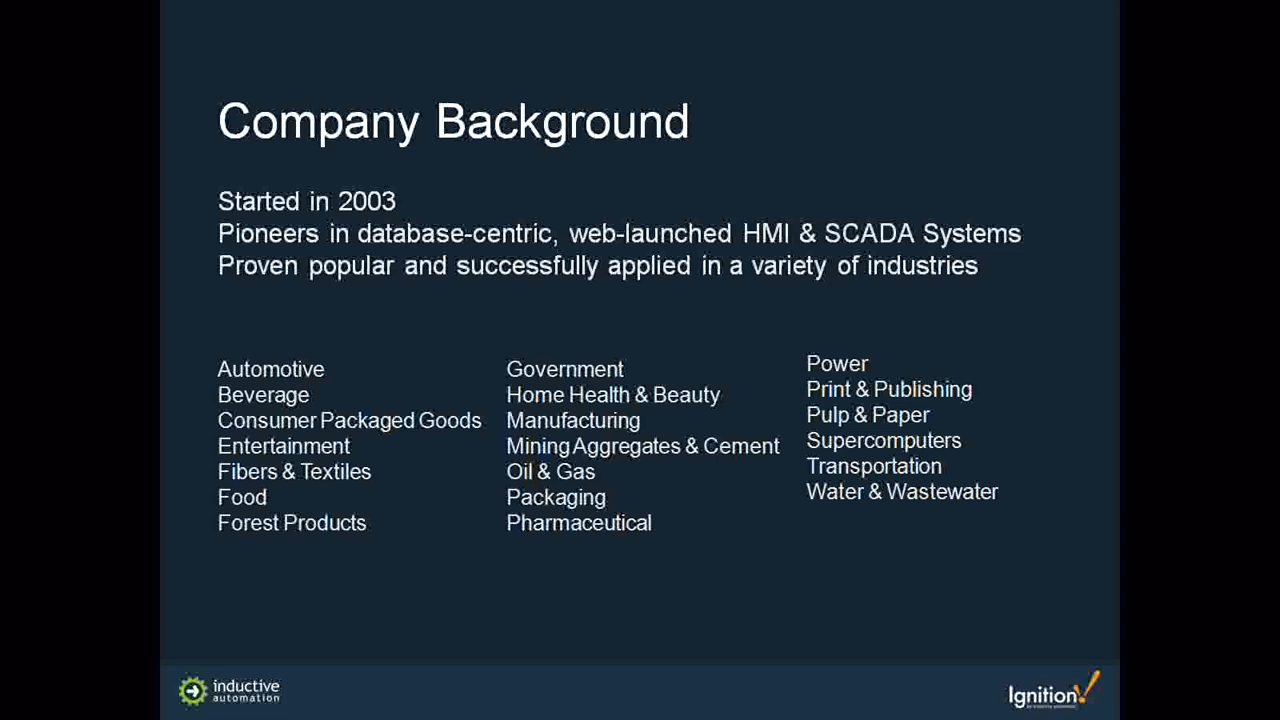 Company Background
Started in 2003
Pioneers in database-centric, web-launched HMI & SCADA Systems
Proven popular and successfully applied in a variety of industries
Automotive
Beverage
Consumer Packaged Goods
Entertainment
Fibers & Textiles
Food
Forest Products
Government
Home Health & Beauty
Manufacturing
Mining Aggregates & Cement
Oil & Gas
Packaging
Pharmaceutical
Power
Print & Publishing
Pulp & Paper
Supercomputers
Transportation
Water & Wastewater
inductive
automation
Ignition!